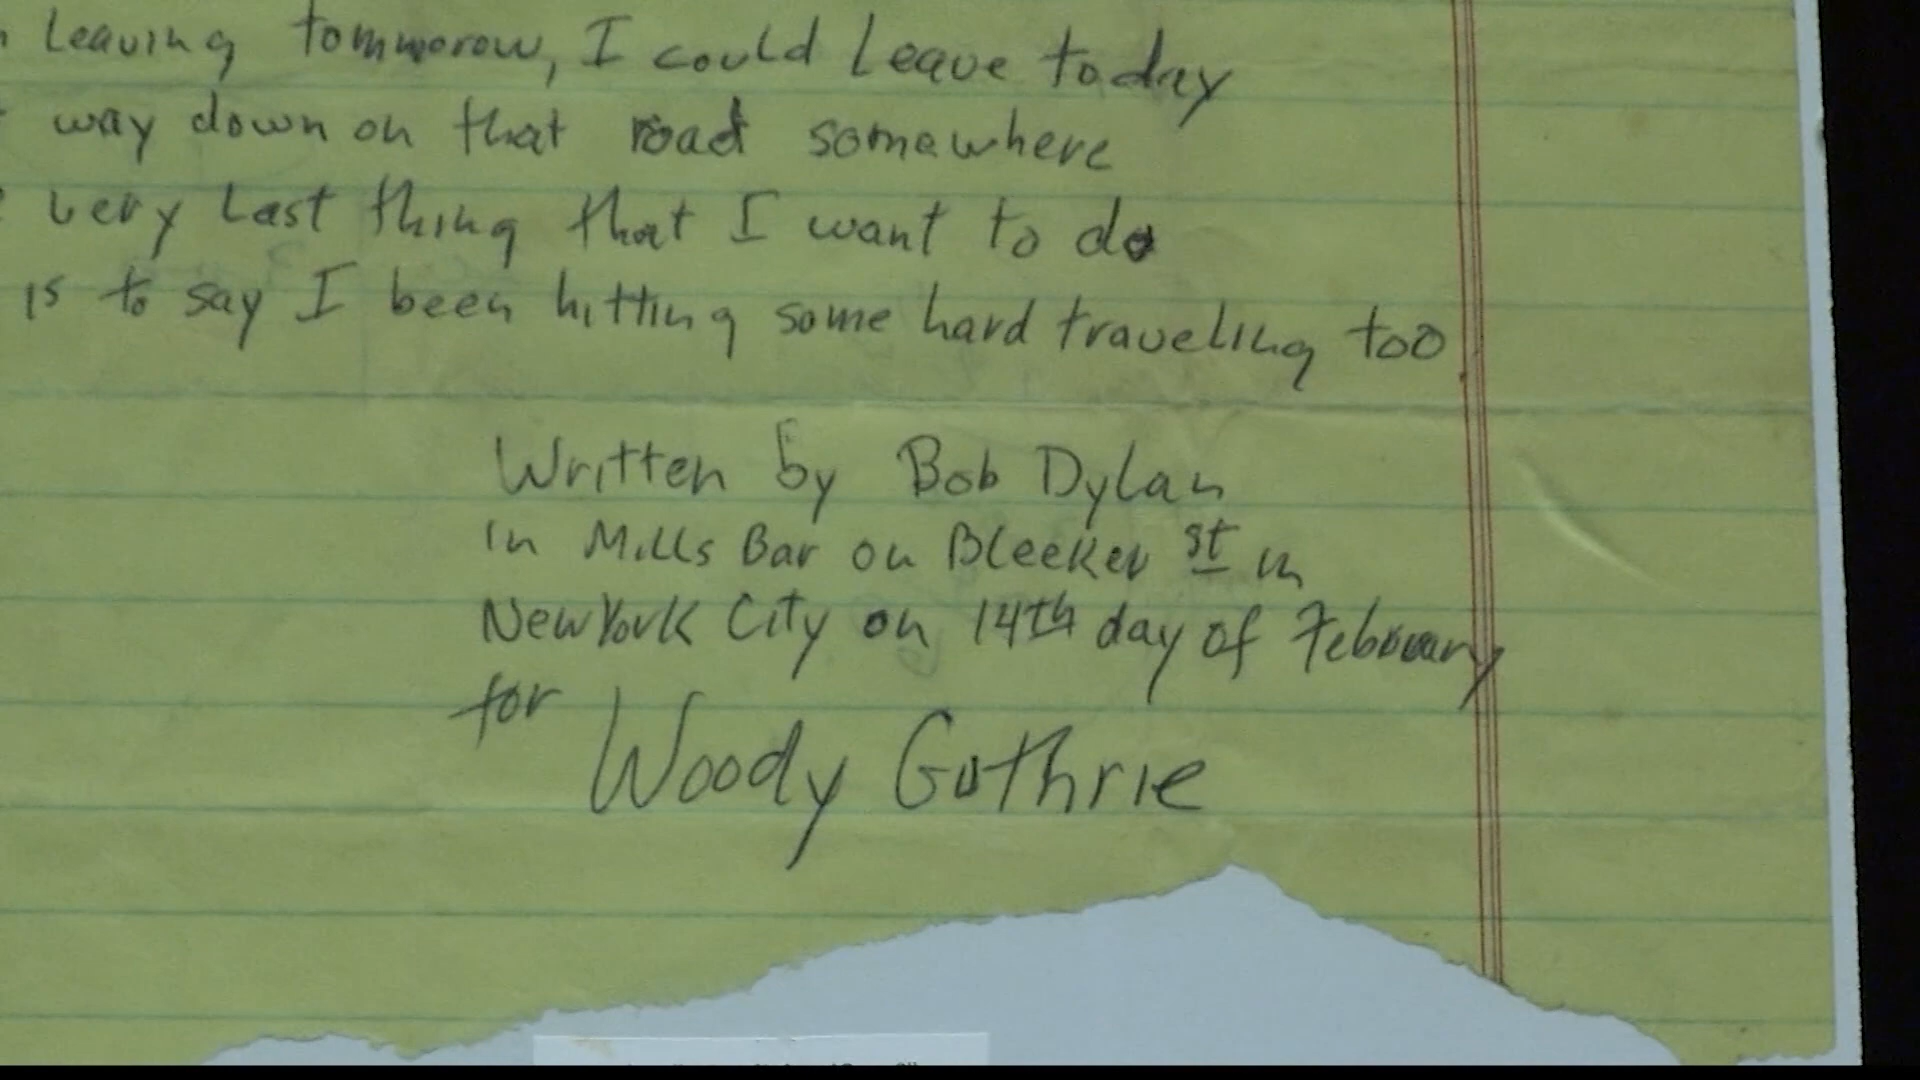 Leaving tommorow, I could Leave today
way down on that road somewhere
very Last thing that I want to do
is to say I been hitting some hard traveling too
Written by Bob Dylan
in Mills Bar on Bleeker st in
New York City on 14th day of February
for Woody Guthrie